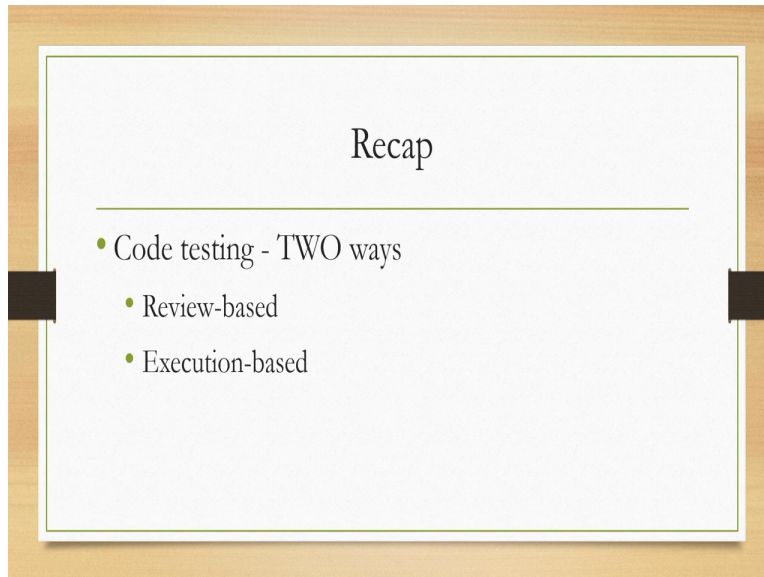 Recap
• Code testing - TWO ways
• Review-based
• Execution-based